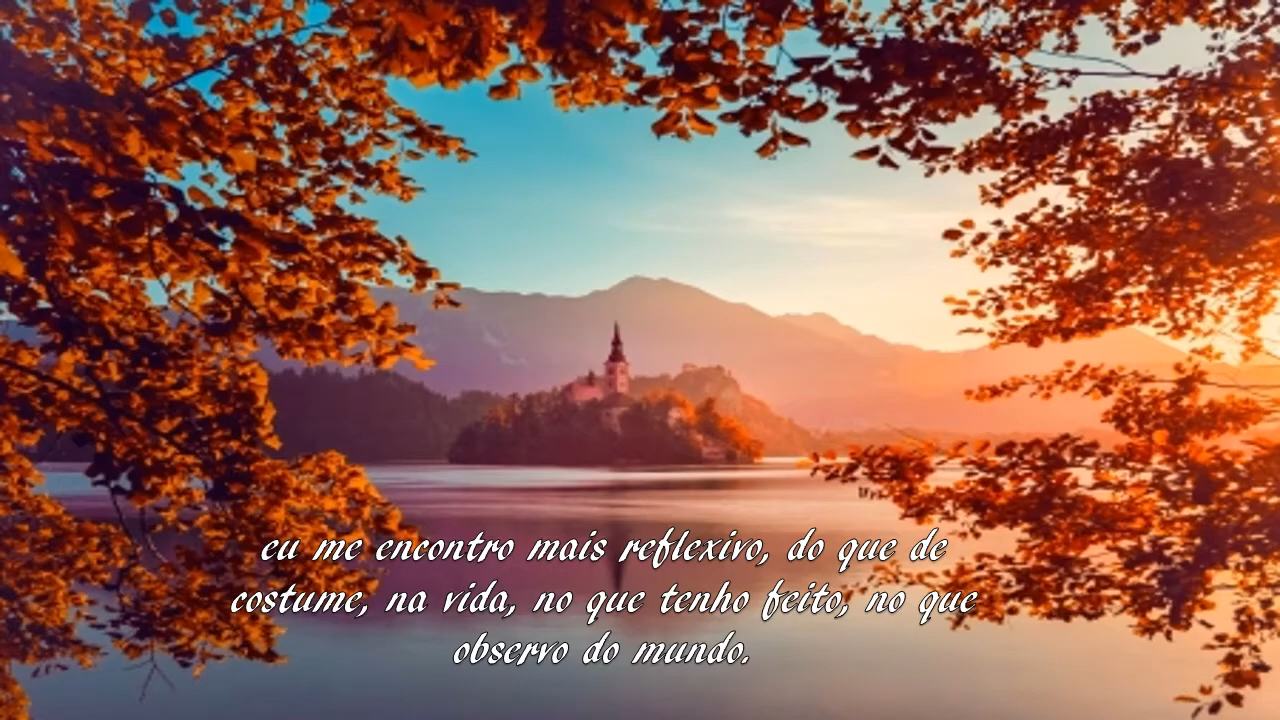 eu me encontro mais reflexivo, do que de
costume, na vida, no que tenho feito, no que
observo do mundo.